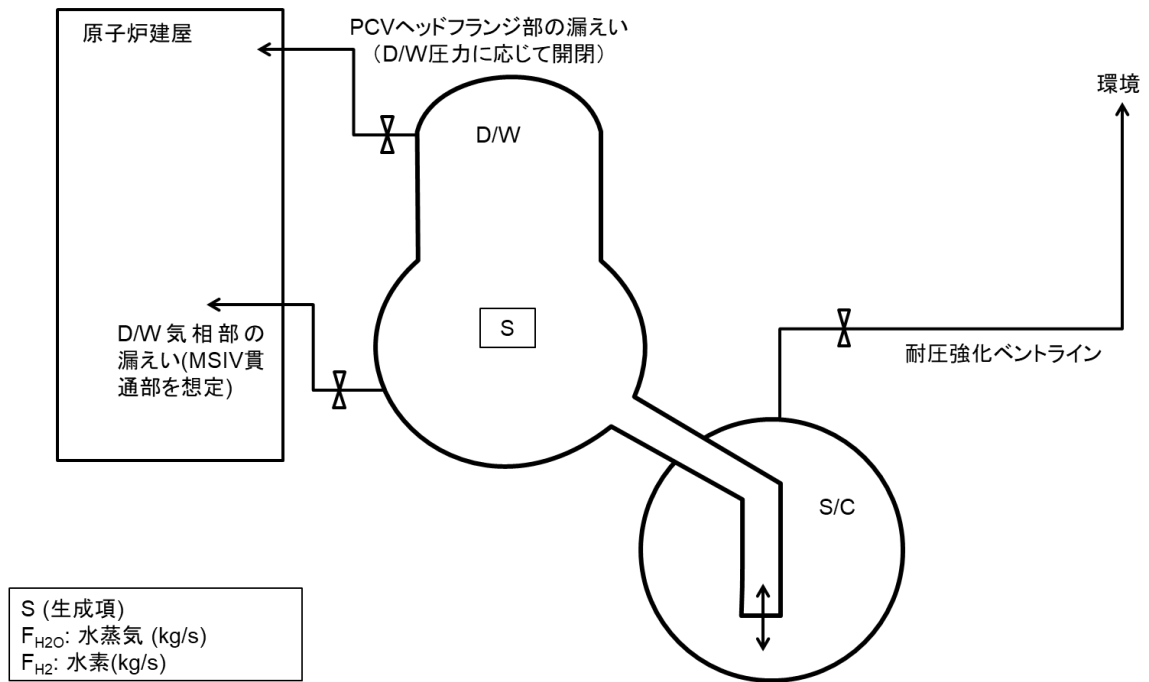 原子炉建屋
PCVヘッドフランジ部の漏えい
（D/W圧力に応じて開閉）
環境
D/W
S
D/W気相部の
漏えい(MSIV貫
通部を想定)
耐圧強化ベントライン
S/C
S (生成項)
FH2O: 水蒸気 (kg/s)
FH2: 水素(kg/s)